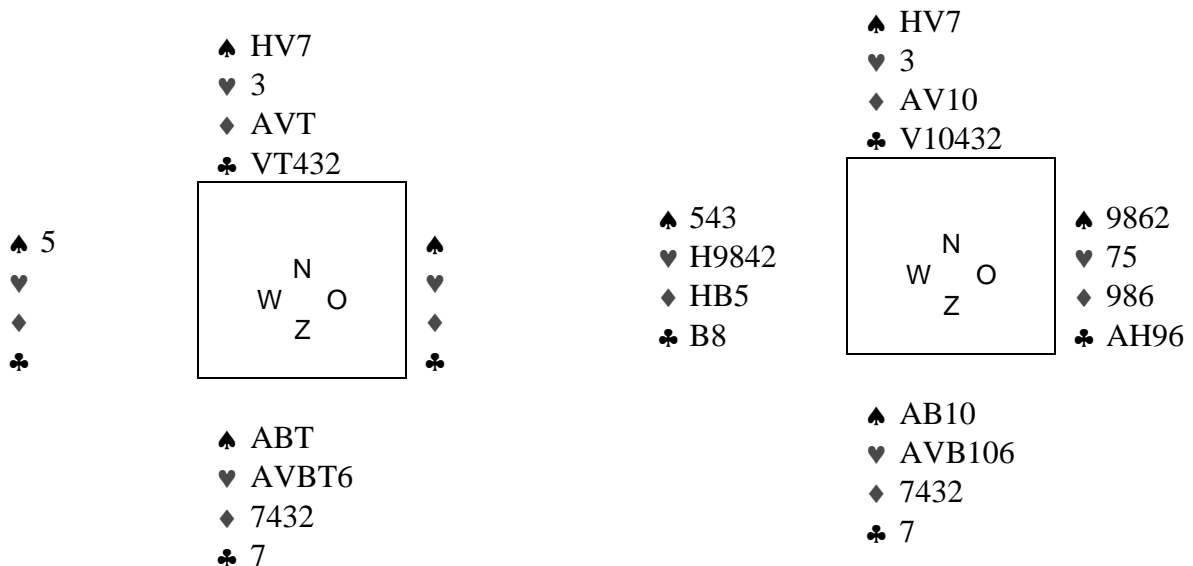 ♠ HV7
♥ 3
♦ AVT
♣ VT432
♠ 5
♥
♦
♣
N
W O
Z
♠
♥
♦
♣
♠ ABT
♥ AVBT6
♦ 7432
♣ 7
♠ HV7
♥ 3
♦ AV10
♣ V10432
♠ 543
♥ H9842
♦ HB5
♣ B8
N
W O
Z
♠ 9862
♥ 75
♦ 986
♣ AH96
♠ AB10
♥ AVB106
♦ 7432
♣ 7